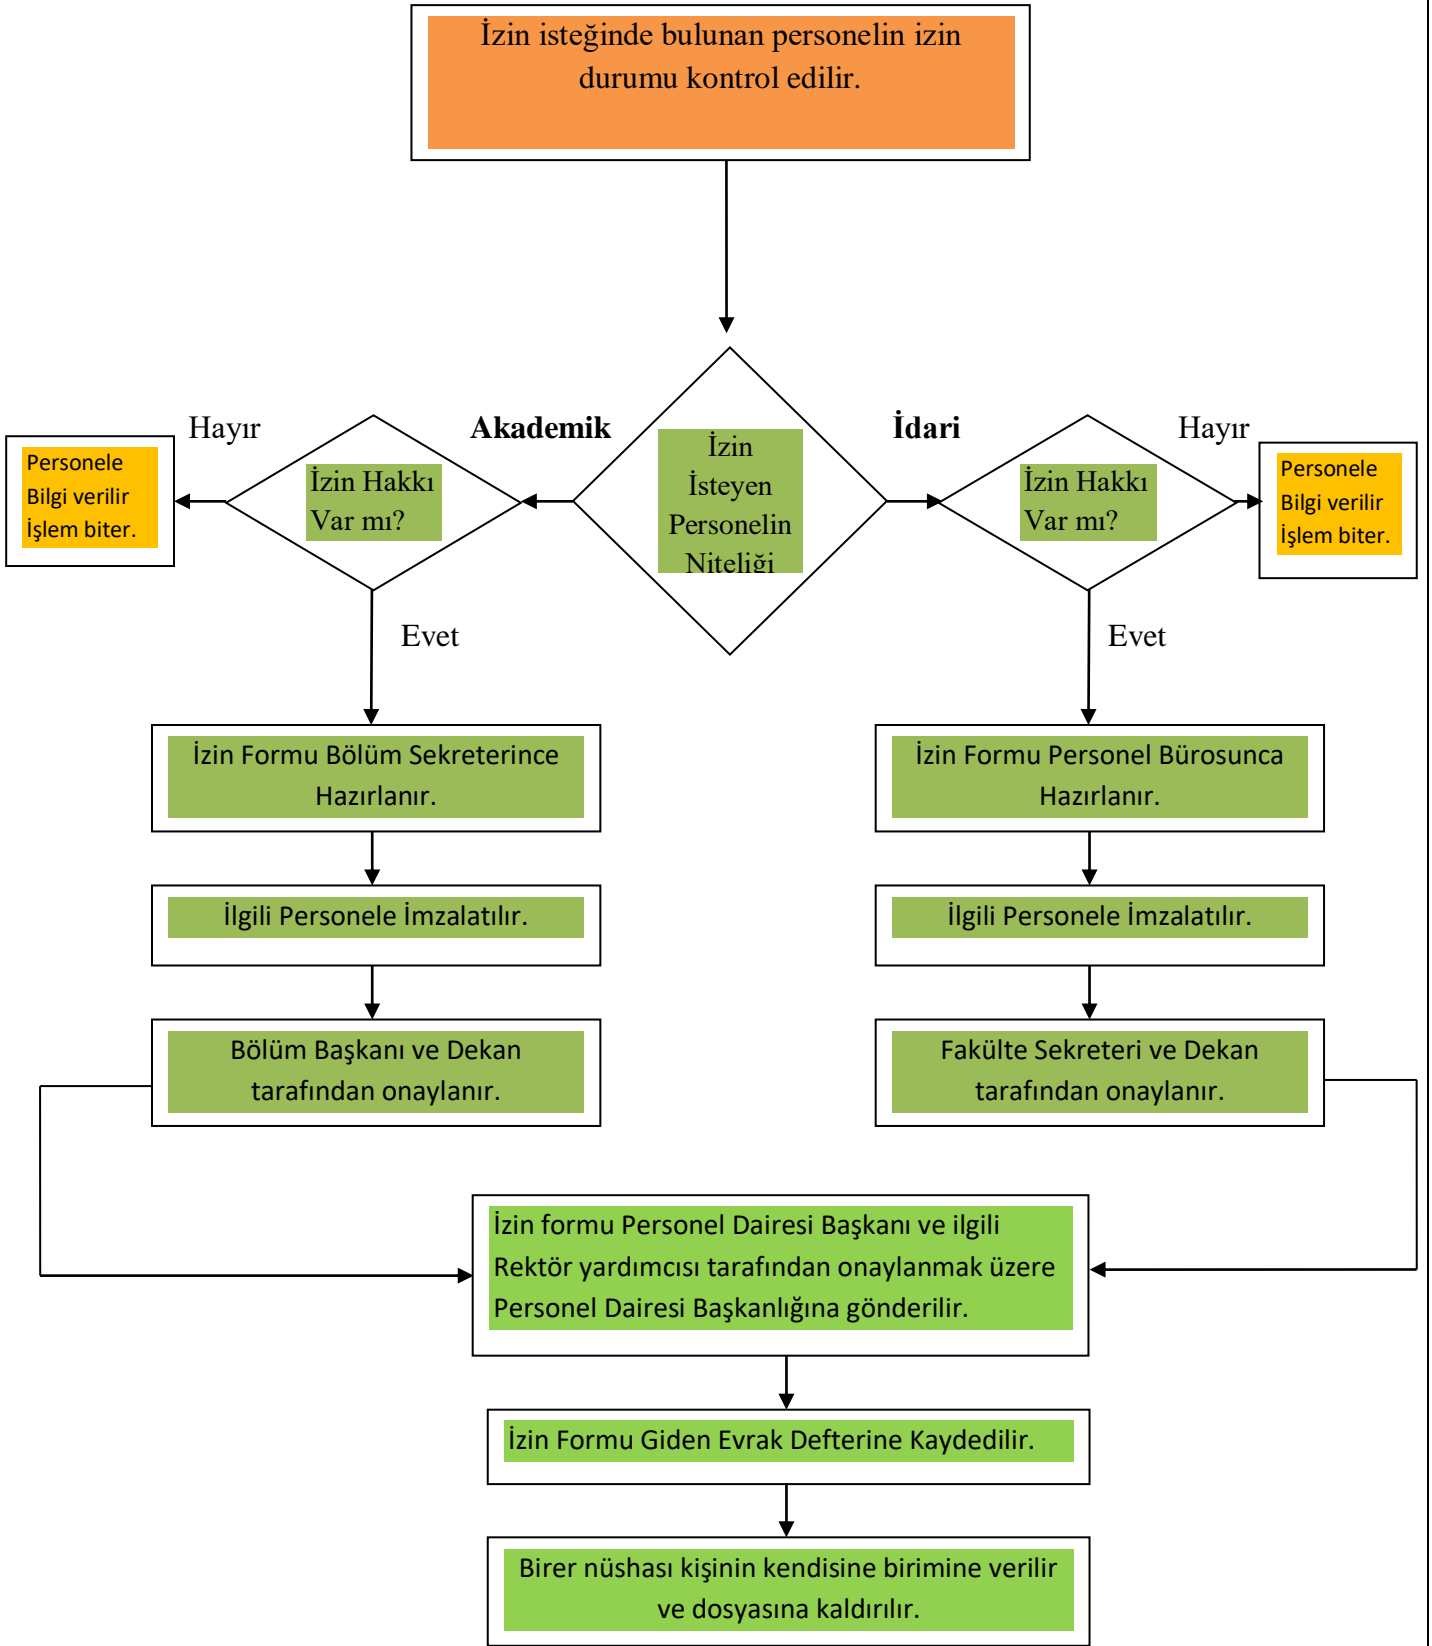 İzin isteğinde bulunan personelin izin
durumu kontrol edilir.
Hayır
Akademik
İdari
Hayır
Personele
Bilgi verilir
İşlem biter.
İzin Hakkı
Var mı?
İzin
İsteyen
Personelin
Niteliği
İzin Hakkı
Var mı?
Personele
Bilgi verilir
İşlem biter.
Evet
Evet
İzin Formu Bölüm Sekreterince
Hazırlanır.
İzin Formu Personel Bürosunca
Hazırlanır.
İlgili Personele İmzalatılır.
İlgili Personele İmzalatılır.
Bölüm Başkanı ve Dekan
tarafından onaylanır.
Fakülte Sekreteri ve Dekan
tarafından onaylanır.
İzin formu Personel Dairesi Başkanı ve ilgili
Rektör yardımcısı tarafından onaylanmak üzere
Personel Dairesi Başkanlığına gönderilir.
İzin Formu Giden Evrak Defterine Kaydedilir.
Birer nüshası kişinin kendisine birimine verilir
ve dosyasına kaldırılır.